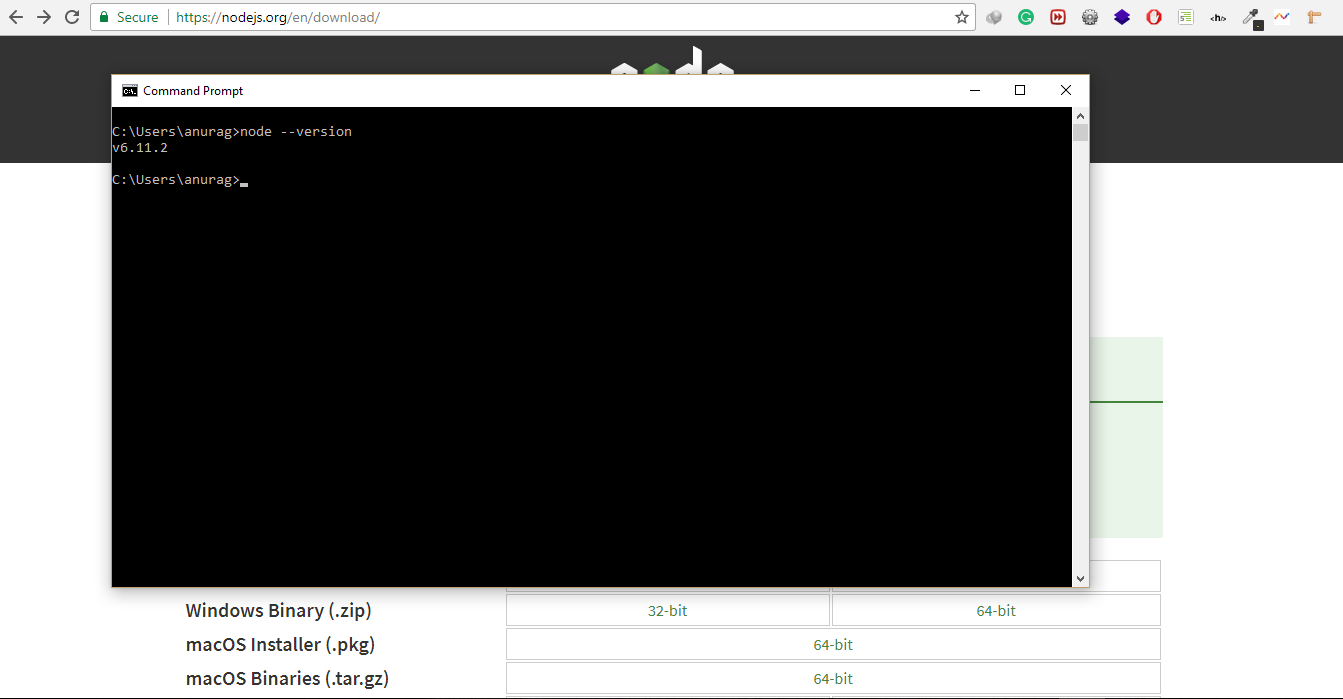 Secure https://nodejs.org/en/download/
Command Prompt
C:\Users\anurag>node --version
v6.11.2
C:\Users\anurag>
Windows Binary (.zip) 32-bit 64-bit
macOS Installer (.pkg) 64-bit
macOS Binaries (.tar.gz) 64-bit